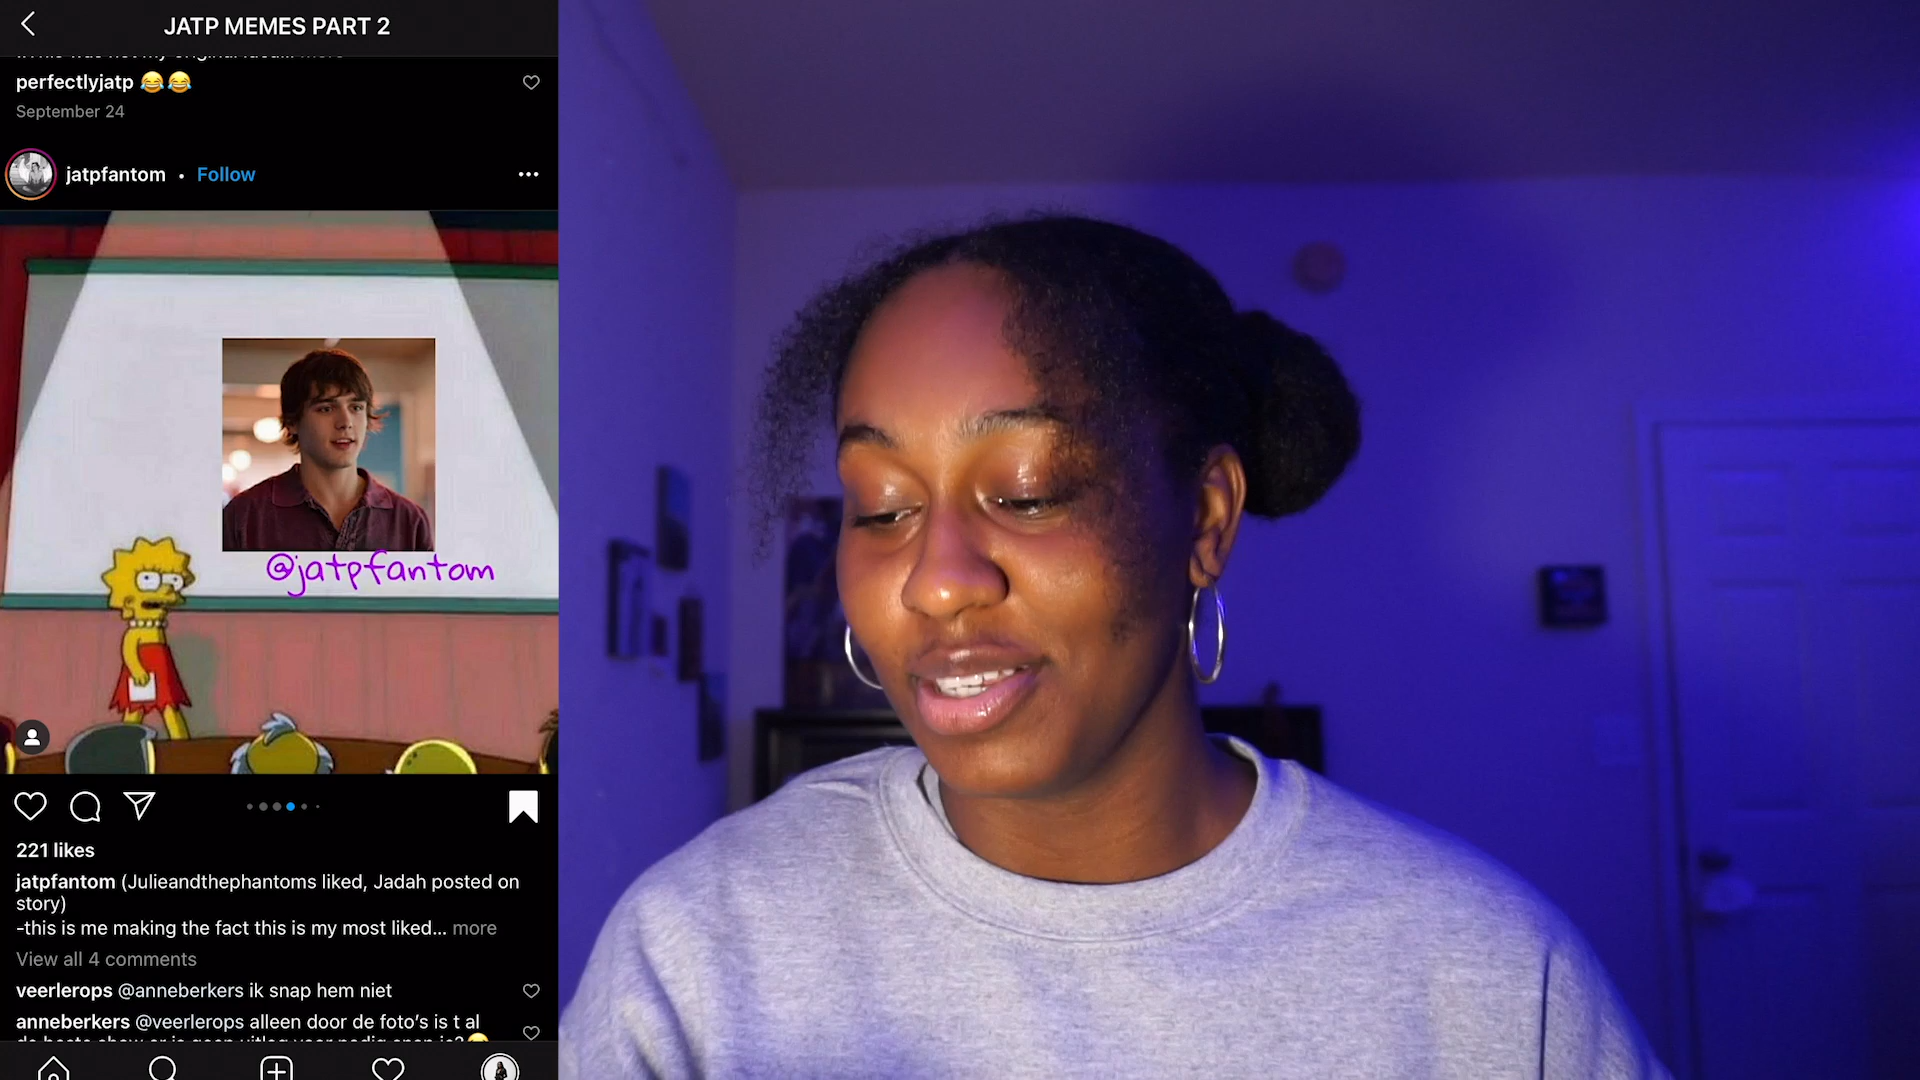 JATP MEMES PART 2
perfectlyjatp 😂😂
September 24
jatpfantom • Follow
@jatpfantom
221 likes
jatpfantom (Julieandthephantoms liked, Jadah posted on
story)
-this is me making the fact this is my most liked... more
View all 4 comments
veerlerops @anneberkers ik snap hem niet
anneberkers @veerlerops alleen door de foto's is t al